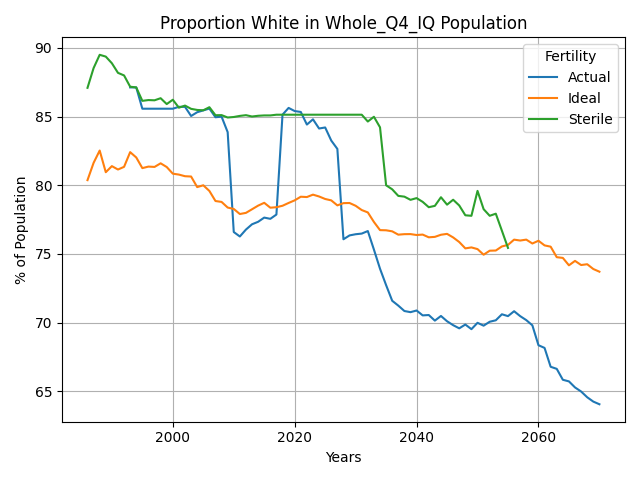 Proportion White in Whole_Q4_IQ Population
Fertility
Actual
Ideal
Sterile
% of Population
90
85
80
75
70
65
2000
2020
2040
2060
Years